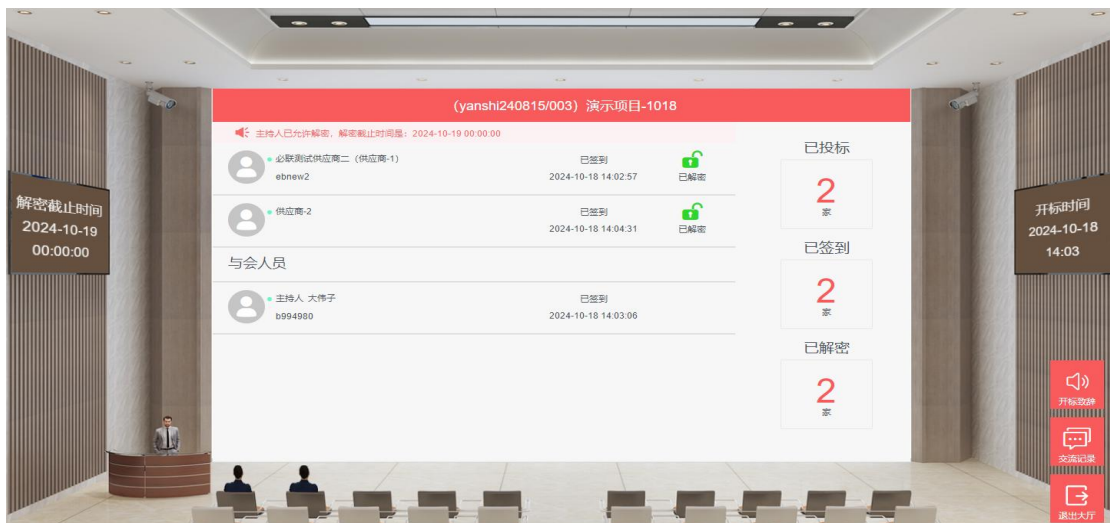 (yanshi240815/003) 演示项目-1018
主持人已允许解密, 解密截止时间是: 2024-10-19 00:00:00
必联测试供应商二 (供应商-1)
ebnew2
已签到
2024-10-18 14:02:57
已解密
供应商-2
已签到
2024-10-18 14:04:31
已解密
与会人员
主持人 大伟子
b994980
已签到
2024-10-18 14:03:06
已投标
2
家
已签到
2
家
已解密
2
家
解密截止时间
2024-10-19
00:00:00
开标时间
2024-10-18
14:03
开标致辞
交流记录
退出大厅